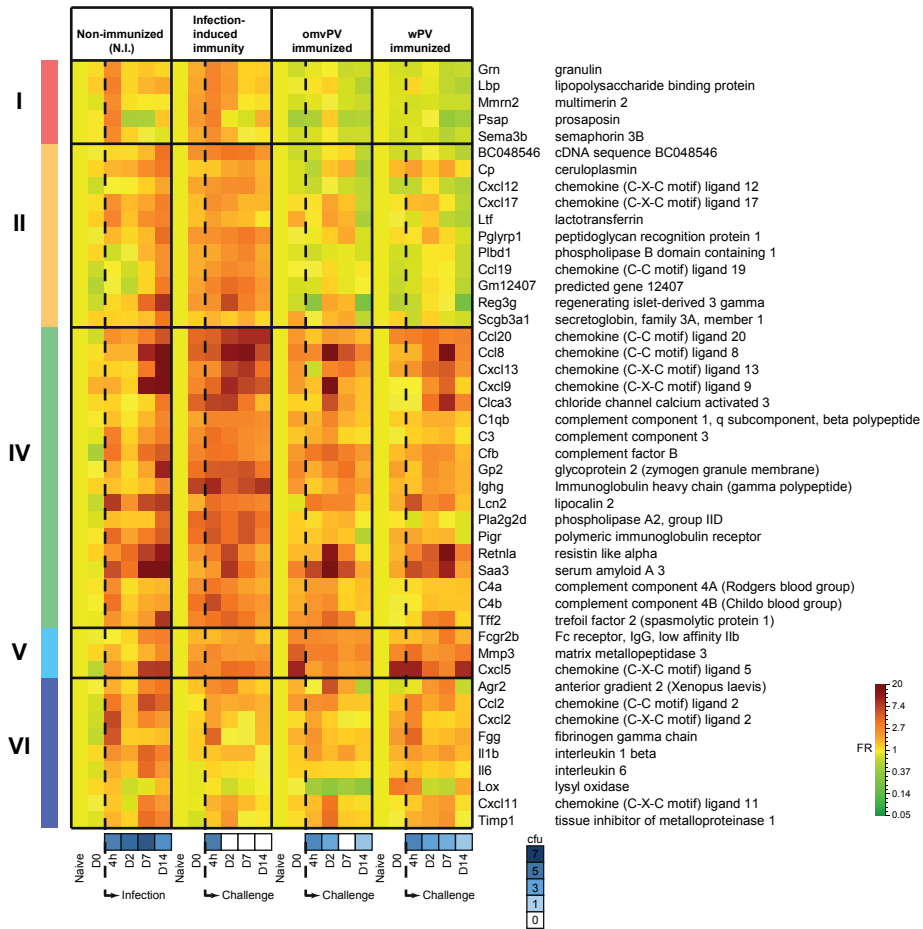 Non-immunized (N.I.)
Infection-induced immunity
omvPV immunized
wPV immunized
I
Grn granulin
Lbp lipopolysaccharide binding protein
Mmrn2 multimerin 2
Psap prosaposin
Sema3b semaphorin 3B
II
BC048546 cDNA sequence BC048546
Cp ceruloplasmin
Cxcl12 chemokine (C-X-C motif) ligand 12
Cxcl17 chemokine (C-X-C motif) ligand 17
Ltf lactotransferrin
Pglyrp1 peptidoglycan recognition protein 1
Plbd1 phospholipase B domain containing 1
Ccl19 chemokine (C-C motif) ligand 19
Gm12407 predicted gene 12407
Reg3g regenerating islet-derived 3 gamma
Scgb3a1 secretoglobin, family 3A, member 1
IV
Ccl20 chemokine (C-C motif) ligand 20
Ccl8 chemokine (C-C motif) ligand 8
Cxcl13 chemokine (C-X-C motif) ligand 13
Cxcl9 chemokine (C-X-C motif) ligand 9
Clca3 chloride channel calcium activated 3
C1qb complement component 1, q subcomponent, beta polypeptide
C3 complement component 3
Cfb complement factor B
Gp2 glycoprotein 2 (zymogen granule membrane)
Ighg Immunoglobulin heavy chain (gamma polypeptide)
Lcn2 lipocalin 2
Pla2g2d phospholipase A2, group IID
Pigr polymeric immunoglobulin receptor
Retnla resistin like alpha
Saa3 serum amyloid A 3
C4a complement component 4A (Rodgers blood group)
C4b complement component 4B (Childo blood group)
Tff2 trefoil factor 2 (spasmolytic protein 1)
V
Fcgr2b Fc receptor, IgG, low affinity IIb
Mmp3 matrix metallopeptidase 3
Cxcl5 chemokine (C-X-C motif) ligand 5
VI
Agr2 anterior gradient 2 (Xenopus laevis)
Ccl2 chemokine (C-C motif) ligand 2
Cxcl2 chemokine (C-X-C motif) ligand 2
Fgg fibrinogen gamma chain
Il1b interleukin 1 beta
Il6 interleukin 6
Lox lysyl oxidase
Cxcl11 chemokine (C-X-C motif) ligand 11
Timp1 tissue inhibitor of metalloproteinase 1
FR
20
7.4
2.7
1
0.37
0.14
0.05
Naive D0 4h D2 D7 D14 Naive D0 4h D2 D7 D14 Naive D0 4h D2 D7 D14 Naive D0 4h D2 D7 D14
Infection
Challenge
Challenge
Challenge
cfu
7
5
3
1
0